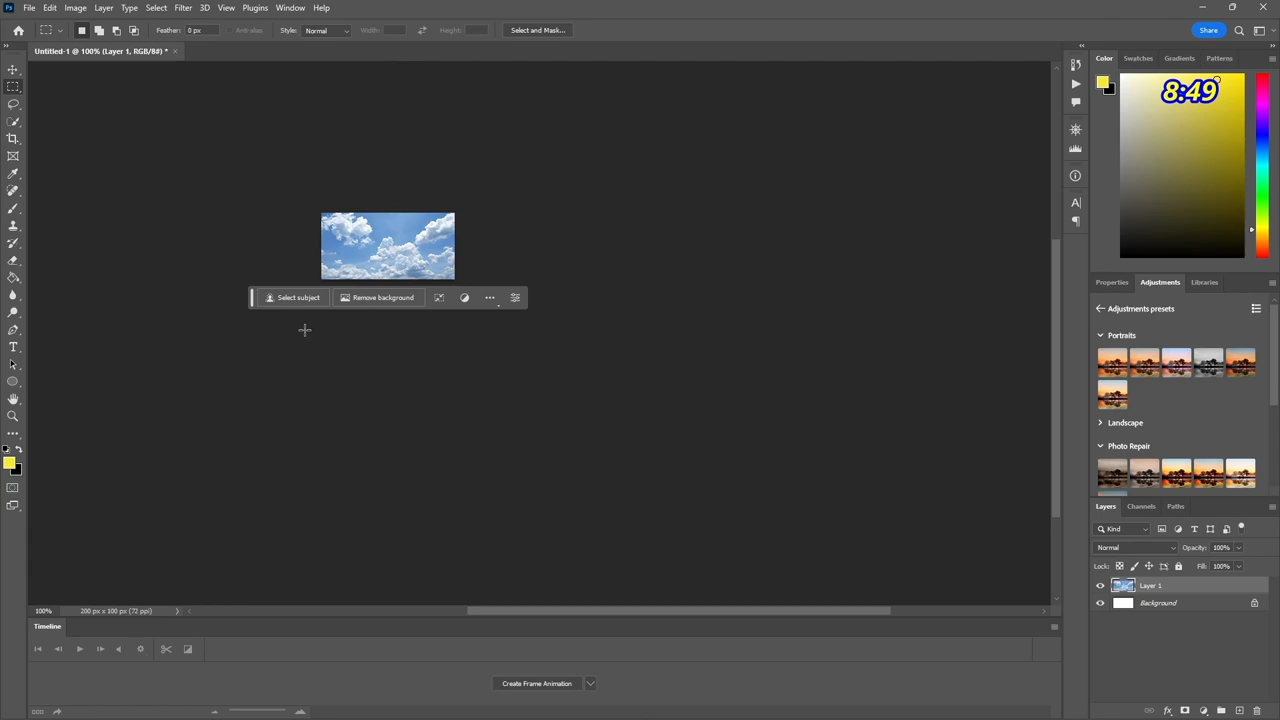 Ps File Edit Image Layer Type Select Filter 3D View Plugins Window Help
Feather: 0 px Anti-alias Style: Normal Width: Height: Select and Mask... Share
Untitled-1 @ 100% (Layer 1, RGB/8#) *
Color Swatches Gradients Patterns
8:49
Select subject Remove background
Properties Adjustments Libraries
Adjustments presets
Portraits
Landscape
Photo Repair
Layers Channels Paths
Kind
Normal Opacity: 100%
Lock: Fill: 100%
Layer 1
Background
100% 200 px x 100 px (72 ppi)
Timeline
Create Frame Animation